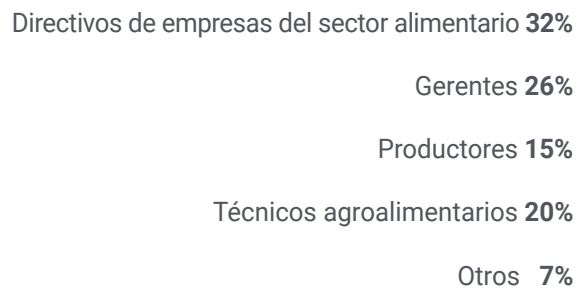 Directivos de empresas del sector alimentario 32%
Gerentes 26%
Productores 15%
Técnicos agroalimentarios 20%
Otros 7%